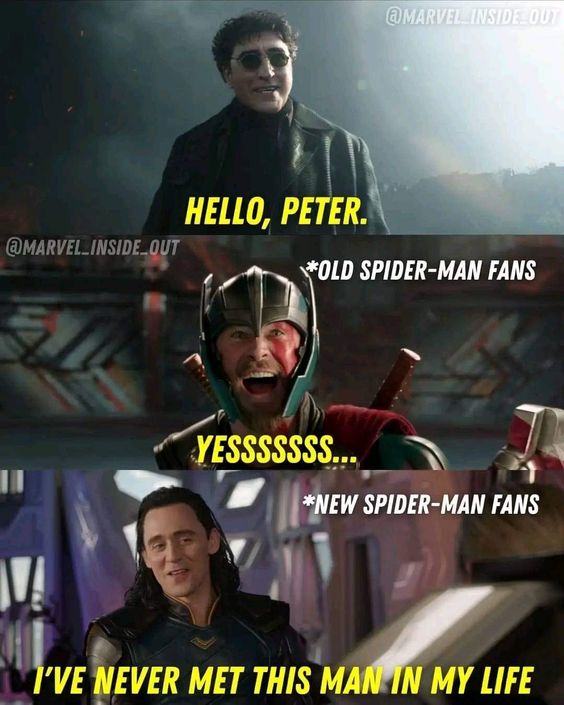 @MARVEL_INSIDE_OUT
HELLO, PETER.
@MARVEL_INSIDE_OUT
*OLD SPIDER-MAN FANS
YESSSSSSS...
*NEW SPIDER-MAN FANS
I'VE NEVER MET THIS MAN IN MY LIFE